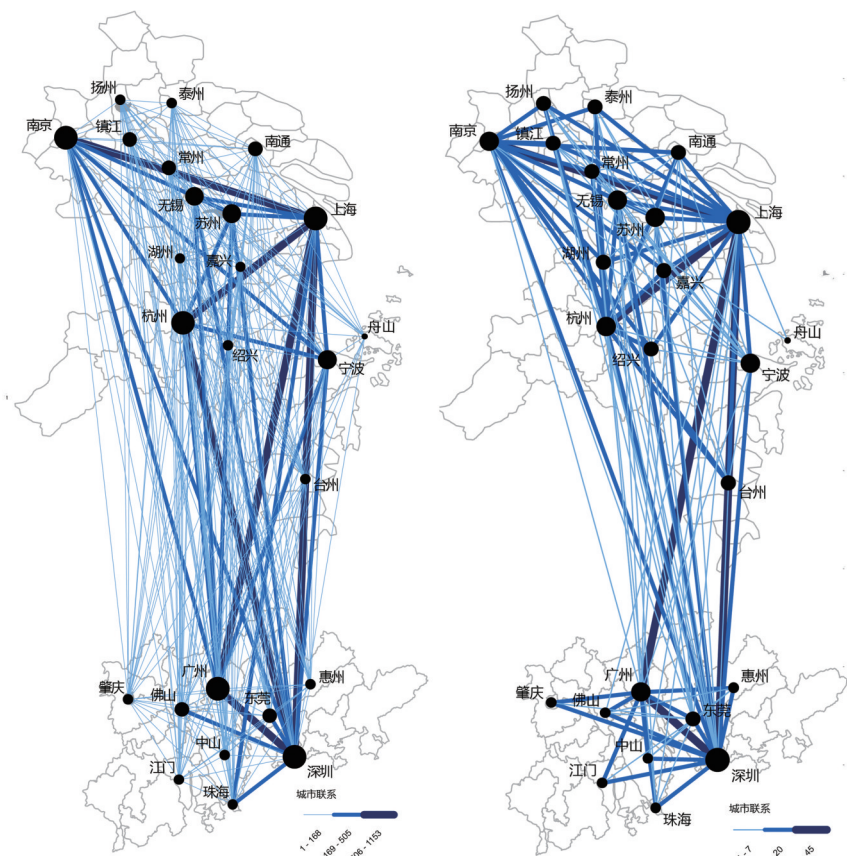 扬州
泰州
南京
镇江
南通
常州
无锡
上海
苏州
湖州
嘉兴
杭州
舟山
绍兴
宁波
台州
广州
惠州
肇庆
佛山
东莞
中山
深圳
江门
珠海
城市联系
1 - 168
169 - 505
506 - 1153
扬州
泰州
南京
镇江
南通
常州
无锡
上海
苏州
湖州
嘉兴
杭州
舟山
绍兴
宁波
台州
广州
惠州
肇庆
佛山
东莞
中山
深圳
江门
珠海
城市联系
- 7
20
45